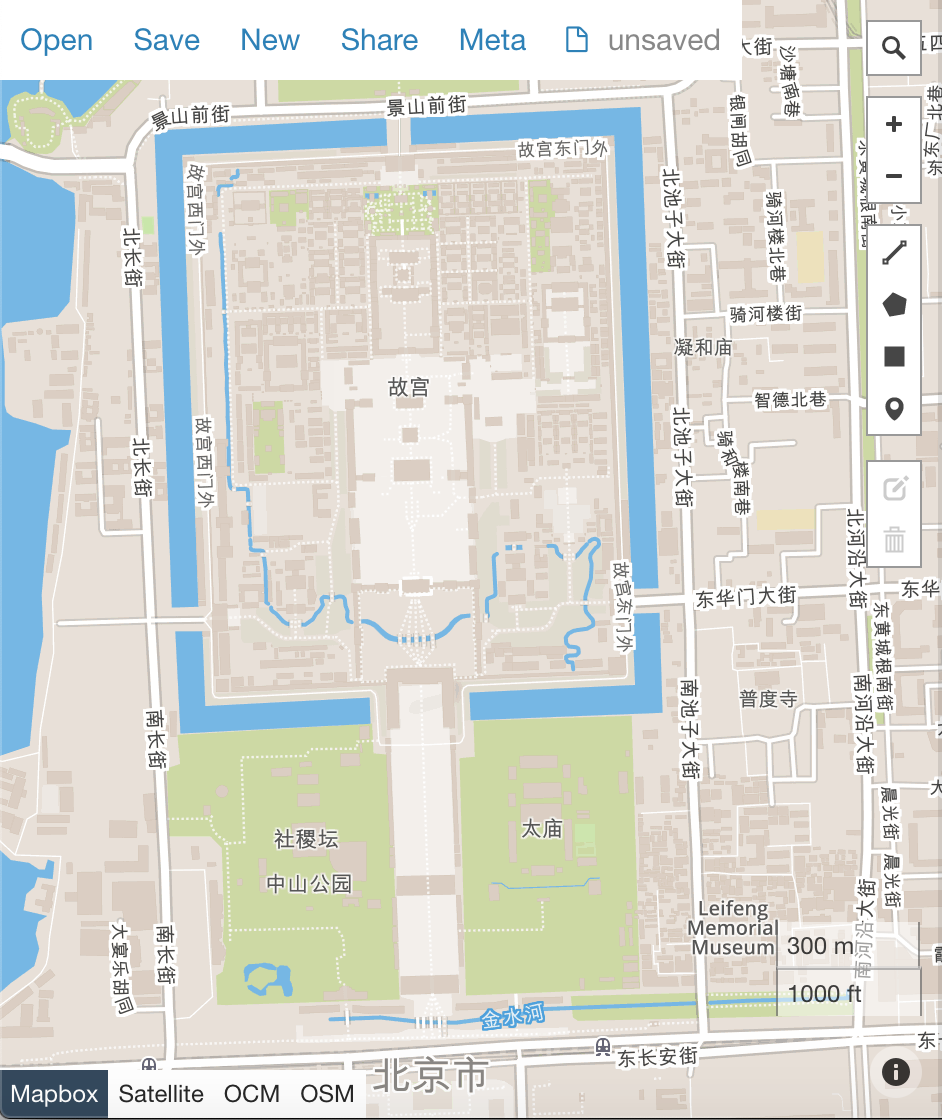 Open Save New Share Meta unsaved
大街
沙塘南巷
银闸胡同
景山前街
景山前街
故宫东门外
故宫西门外
北池子大街
骑河楼北巷
北长街
骑河楼街
凝和庙
故宫
智德北巷
北池子大街
骑和楼南巷
北长街
故宫西门外
北河沿大街
故宫东门外
东华门大街
东华
东黄城根南街
南池子大街
普度寺
南河沿大街
南长街
晨光街
太庙
社稷坛
晨光街
中山公园
南河沿大街
Leifeng
Memorial
Museum
大宴乐胡同
南长街
300 m
1000 ft
金水河
东长安街
北京市
Mapbox Satellite OCM OSM